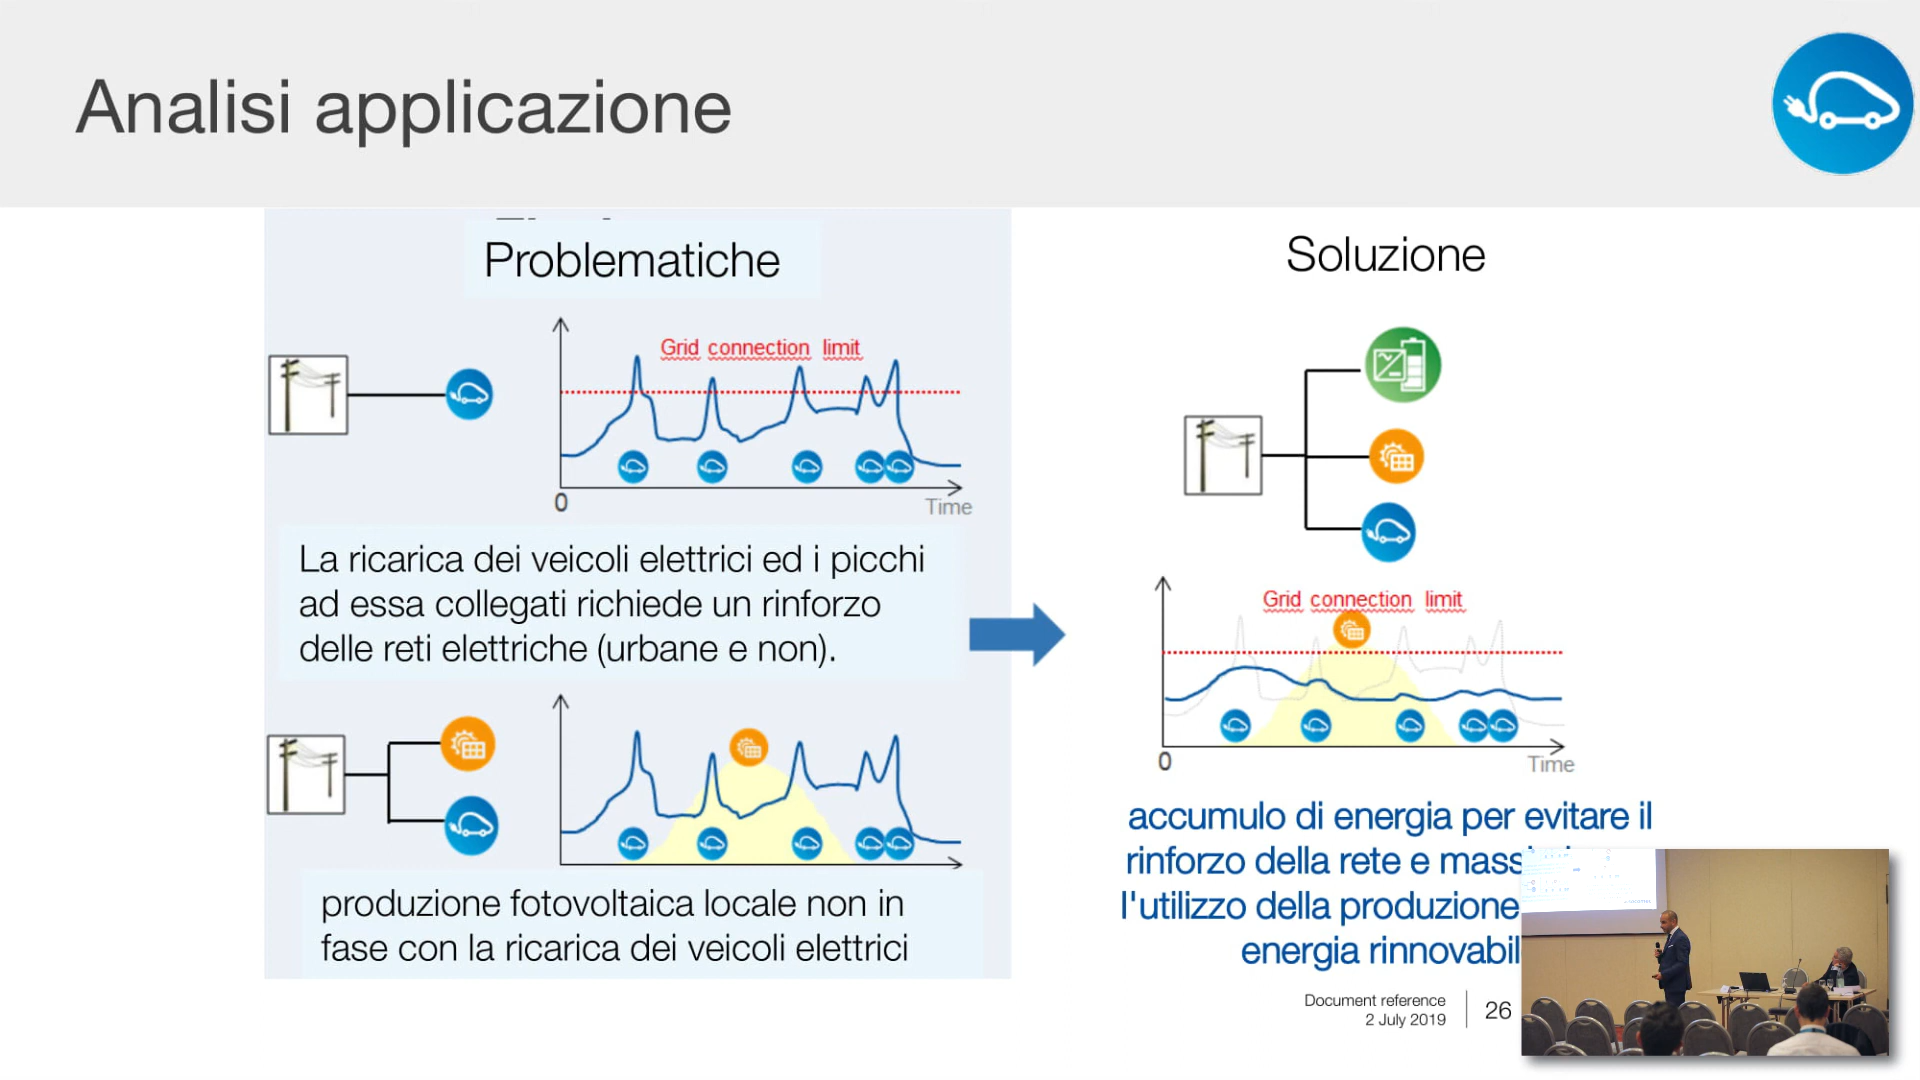 Analisi applicazione
Problematiche
Grid connection limit
0
Time
La ricarica dei veicoli elettrici ed i picchi
ad essa collegati richiede un rinforzo
delle reti elettriche (urbane e non).
produzione fotovoltaica locale non in
fase con la ricarica dei veicoli elettrici
Soluzione
Grid connection limit
0
Time
accumulo di energia per evitare il
rinforzo della rete e
l'utilizzo della produzione
energia
Document reference
2 July 2019
26